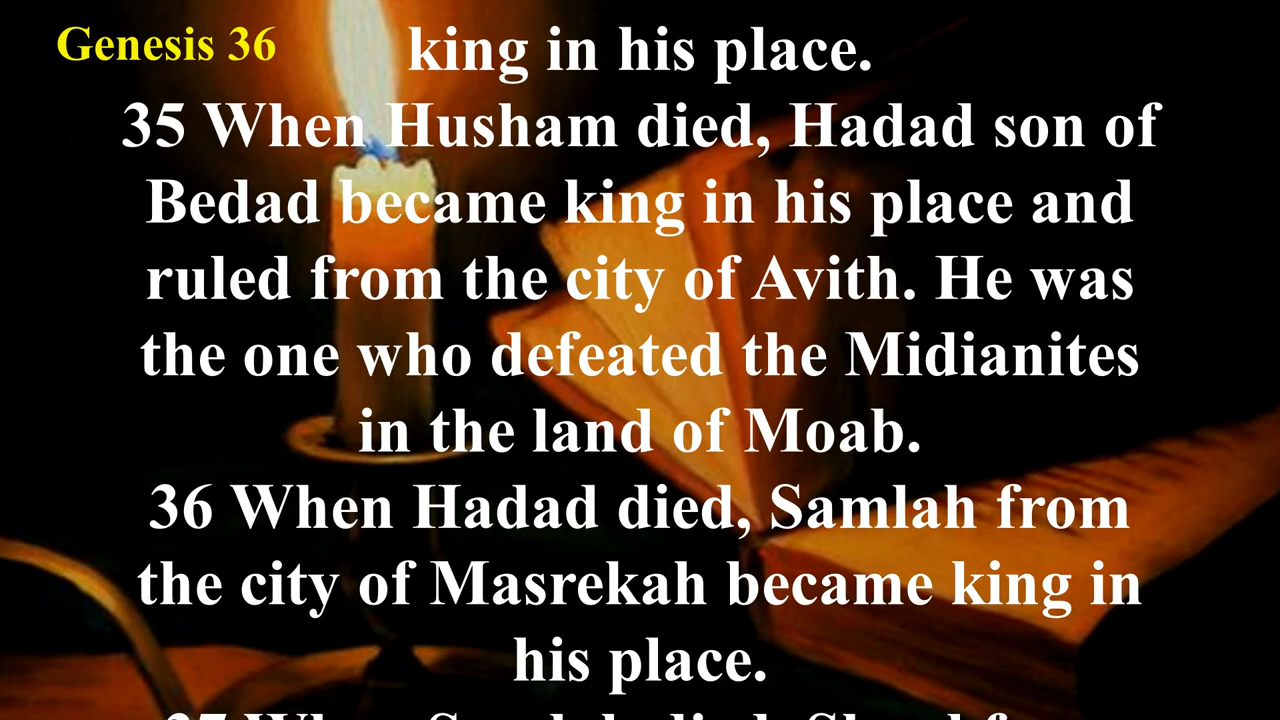 Genesis 36
king in his place.
35 When Husham died, Hadad son of
Bedad became king in his place and
ruled from the city of Avith. He was
the one who defeated the Midianites
in the land of Moab.
36 When Hadad died, Samlah from
the city of Masrekah became king in
his place.